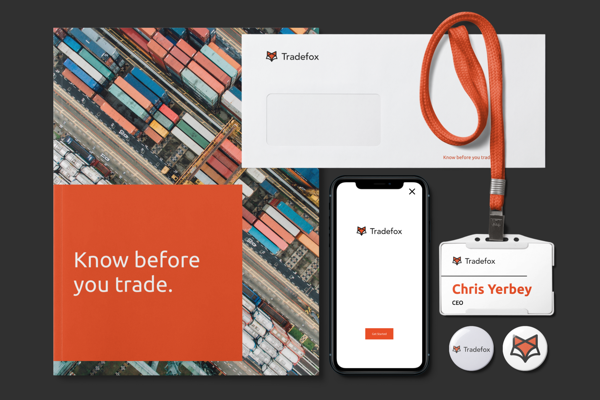 Tradefox
Know before you trade
Know before
you trade.
Tradefox
Tradefox
Chris Yerbey
CEO
Tradefox